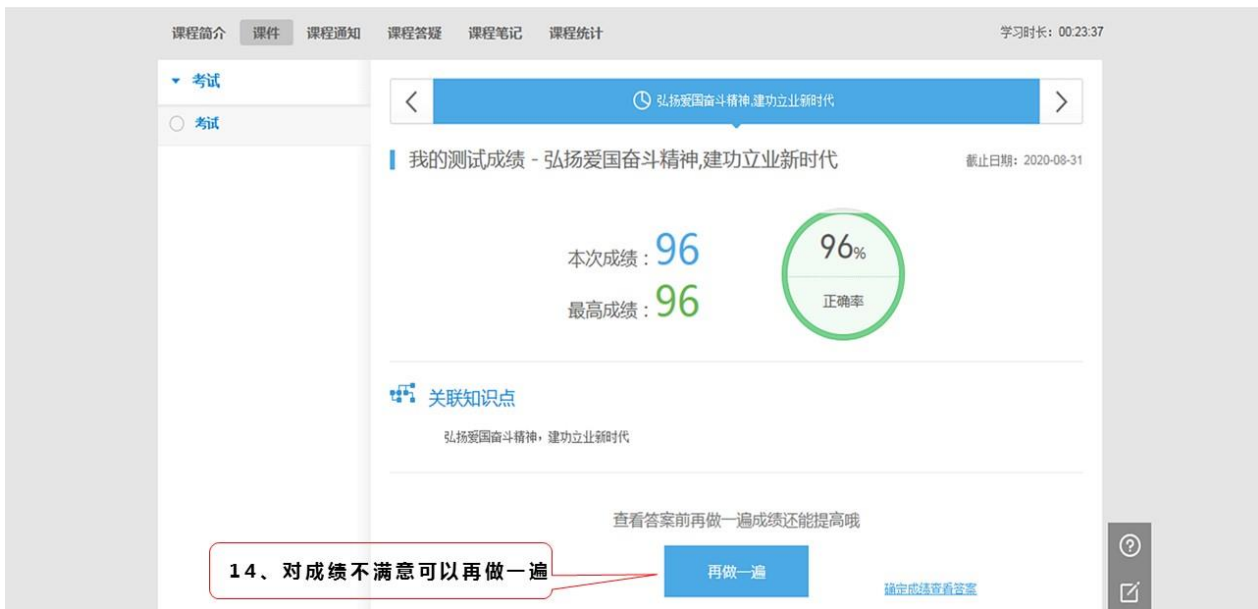 课程简介 课件 课程通知 课程答疑 课程笔记 课程统计 学习时长：00:23:37
考试
弘扬爱国奋斗精神,建功立业新时代
考试
我的测试成绩 - 弘扬爱国奋斗精神,建功立业新时代 截止日期：2020-08-31
本次成绩：96
最高成绩：96
96%
正确率
关联知识点
弘扬爱国奋斗精神，建功立业新时代
查看答案前再做一遍成绩还能提高哦
14、对成绩不满意可以再做一遍
再做一遍
确定成绩查看答案